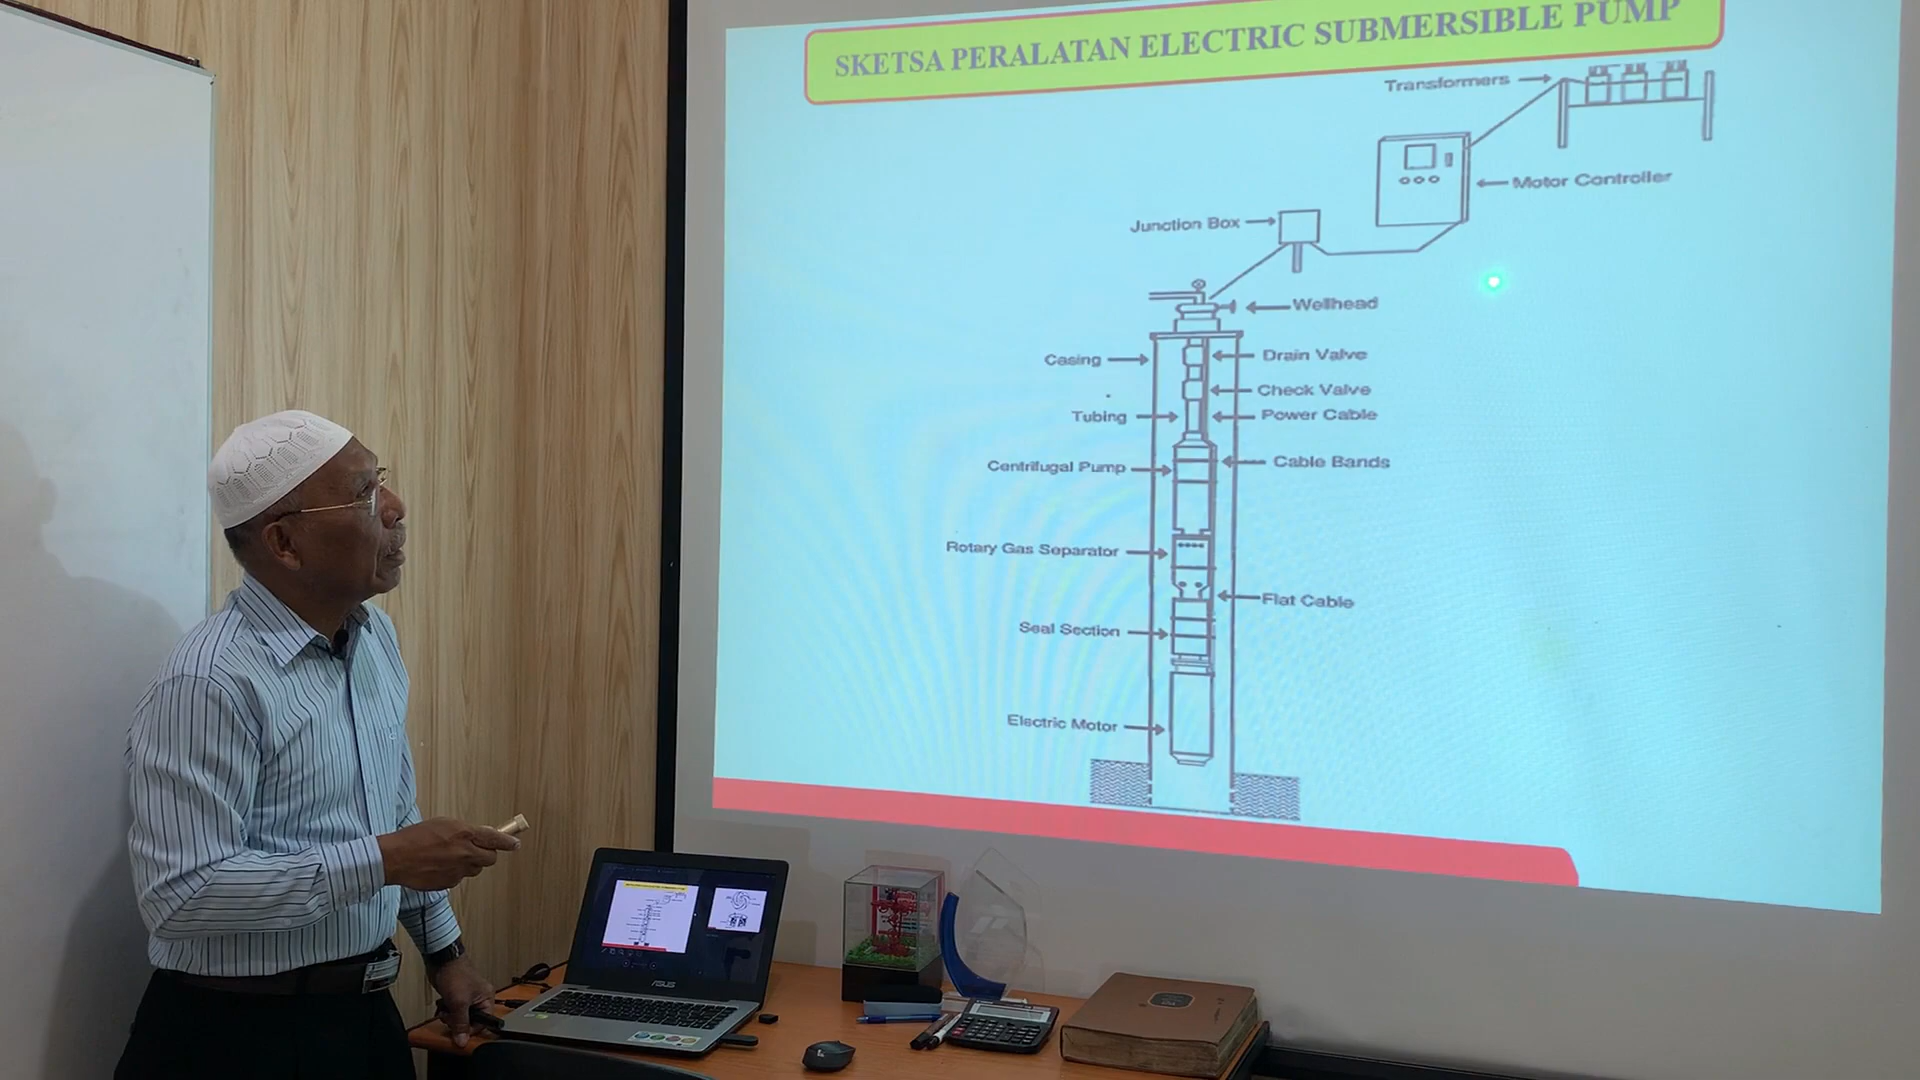 SKETSA PERALATAN ELECTRIC SUBMERSIBLE PUMP
Transformers
Motor Controller
Junction Box
Wellhead
Casing
Drain Valve
Check Valve
Tubing
Power Cable
Centrifugal Pump
Cable Bands
Rotary Gas Separator
Flat Cable
Seal Section
Electric Motor
ASUS